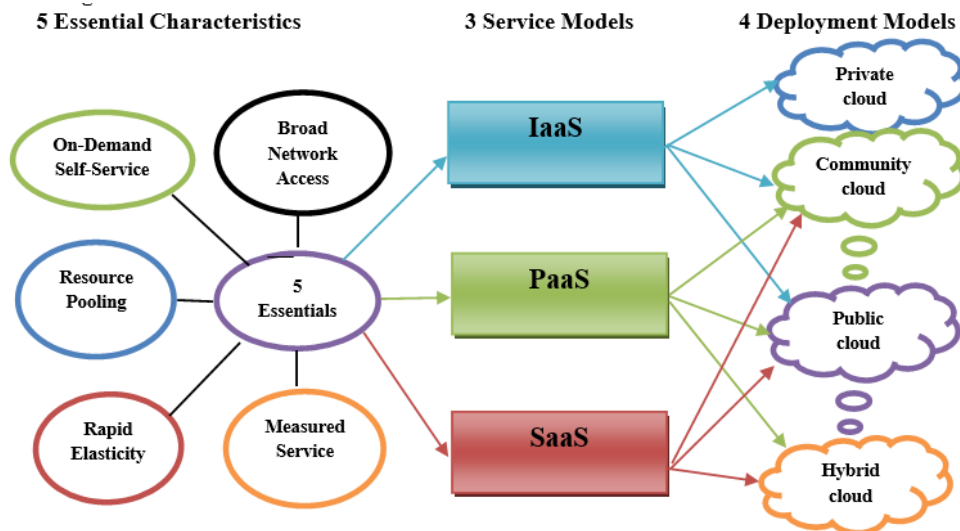 5 Essential Characteristics
3 Service Models
4 Deployment Models
On-Demand
Self-Service
Broad
Network
Access
Resource
Pooling
5
Essentials
Rapid
Elasticity
Measured
Service
IaaS
PaaS
SaaS
Private
cloud
Community
cloud
Public
cloud
Hybrid
cloud